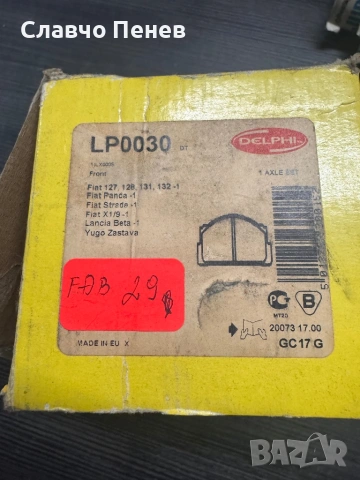 Славчо Пенев
LP0030
DELPHI
Front
1 AXLE SET
Fiat 127, 128, 131, 132 -1
Fiat Panda -1
Fiat Strada -1
Fiat X1/9 -1
Lancia Beta -1
Yugo Zastava
FDB 29
B
20073 17.00
MADE IN EU X
GC17 G
BAZAR